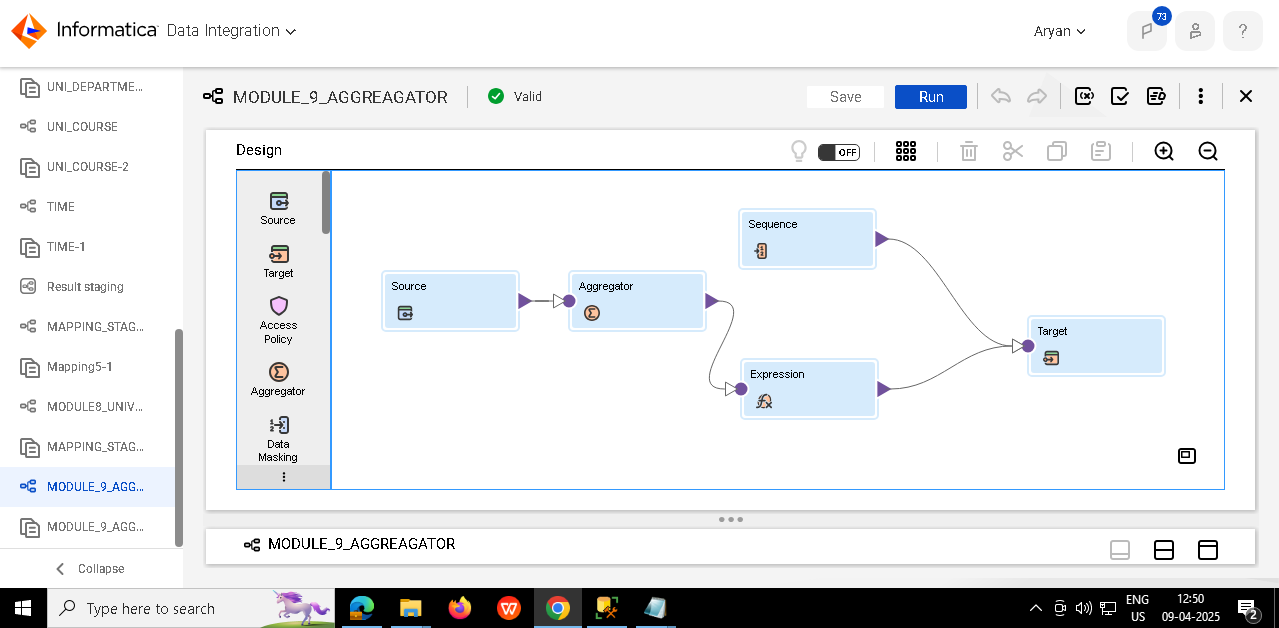 Informatica Data Integration
Aryan
73
?
UNI_DEPARTME...
UNI_COURSE
UNI_COURSE-2
TIME
TIME-1
Result staging
MAPPING_STAG...
Mapping5-1
MODULE8_UNIV...
MAPPING_STAG...
MODULE_9_AGG...
MODULE_9_AGG...
Collapse
MODULE_9_AGGREAGATOR
Valid
Save
Run
Design
OFF
Source
Target
Access
Policy
Aggregator
Data
Masking
Source
Aggregator
Sequence
Expression
Target
MODULE_9_AGGREAGATOR
Type here to search
ENG
US
12:50
09-04-2025
2